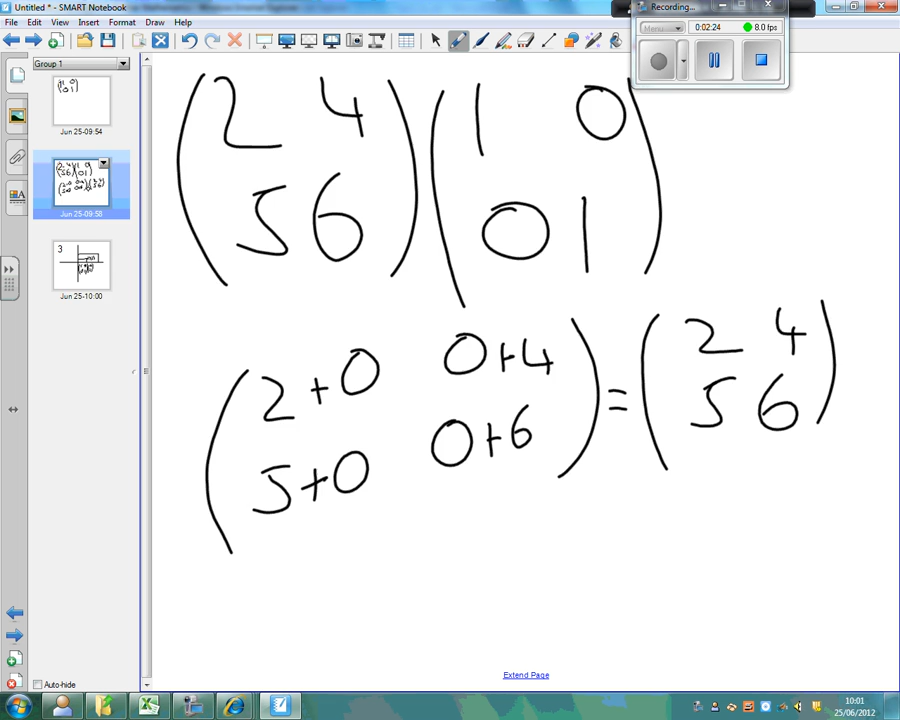 Untitled * - SMART Notebook
Recording...
File Edit View Insert Format Draw Help
Menu
0:02:24
8.0 fps
Group 1
Jun 25-09:54
Jun 25-09:58
3
Jun 25-10:00
2 4 1 0
5 6 0 1
2+0 0+4 = 2 4
5+0 0+6 5 6
Extend Page
Auto-hide
10:01
25/06/2012